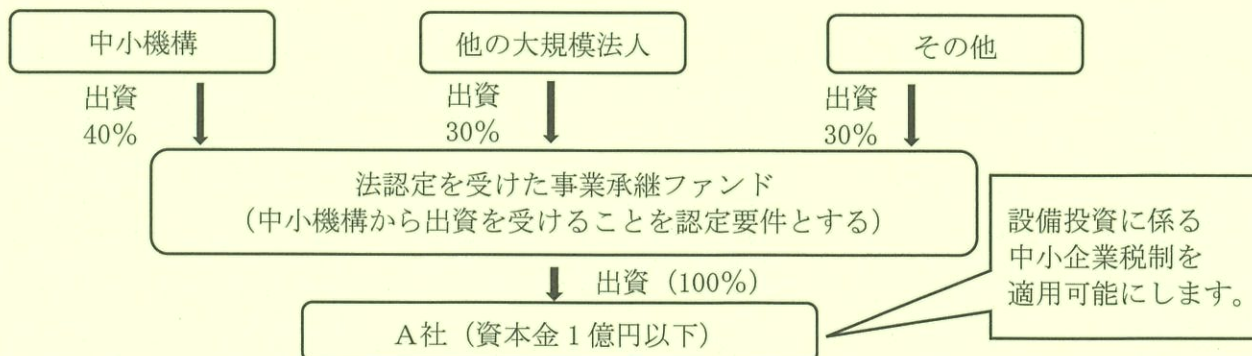 中小機構
他の大規模法人
その他
出資
40%
出資
30%
出資
30%
法認定を受けた事業承継ファンド
（中小機構から出資を受けることを認定要件とする）
出資（100%）
A社（資本金１億円以下）
設備投資に係る
中小企業税制を
適用可能にします。